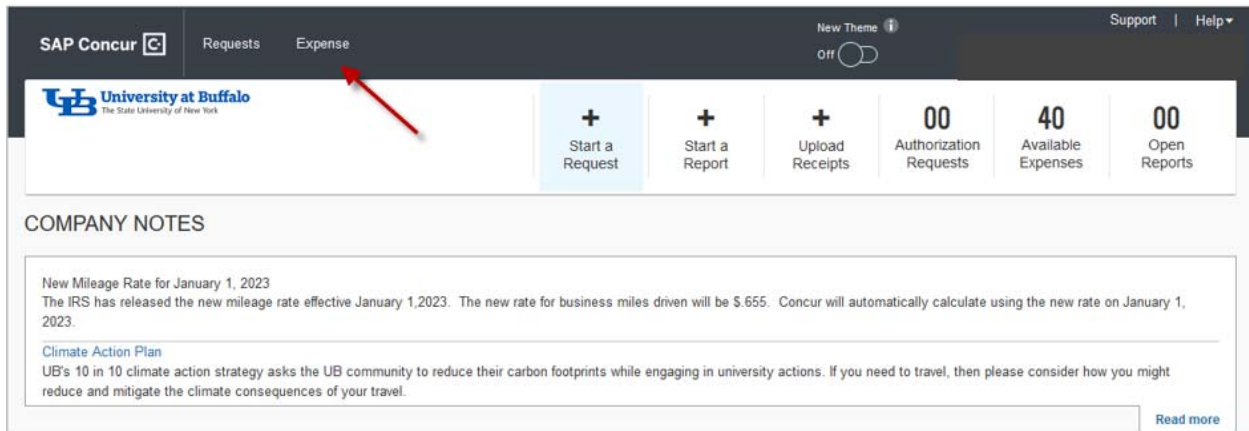 SAP Concur C Requests Expense New Theme i Support | Help
Off
University at Buffalo
The State University of New York
+ + + 00 40 00
Start a Request Start a Report Upload Receipts Authorization Requests Available Expenses Open Reports
COMPANY NOTES
New Mileage Rate for January 1, 2023
The IRS has released the new mileage rate effective January 1,2023. The new rate for business miles driven will be $.655. Concur will automatically calculate using the new rate on January 1,
2023.
Climate Action Plan
UB's 10 in 10 climate action strategy asks the UB community to reduce their carbon footprints while engaging in university actions. If you need to travel, then please consider how you might
reduce and mitigate the climate consequences of your travel.
Read more